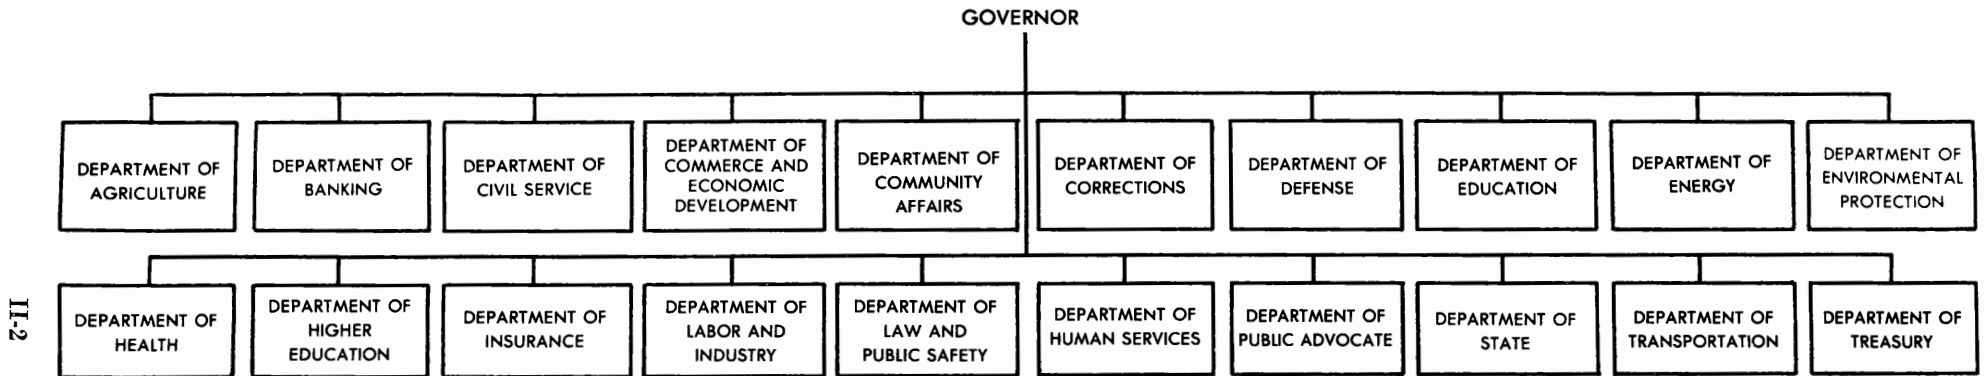 GOVERNOR
DEPARTMENT OF
AGRICULTURE
DEPARTMENT OF
BANKING
DEPARTMENT OF
CIVIL SERVICE
DEPARTMENT OF
COMMERCE AND
ECONOMIC
DEVELOPMENT
DEPARTMENT OF
COMMUNITY
AFFAIRS
DEPARTMENT OF
CORRECTIONS
DEPARTMENT OF
DEFENSE
DEPARTMENT OF
EDUCATION
DEPARTMENT OF
ENERGY
DEPARTMENT OF
ENVIRONMENTAL
PROTECTION
DEPARTMENT OF
HEALTH
DEPARTMENT OF
HIGHER
EDUCATION
DEPARTMENT OF
INSURANCE
DEPARTMENT OF
LABOR AND
INDUSTRY
DEPARTMENT OF
LAW AND
PUBLIC SAFETY
DEPARTMENT OF
HUMAN SERVICES
DEPARTMENT OF
PUBLIC ADVOCATE
DEPARTMENT OF
STATE
DEPARTMENT OF
TRANSPORTATION
DEPARTMENT OF
TREASURY
II-2